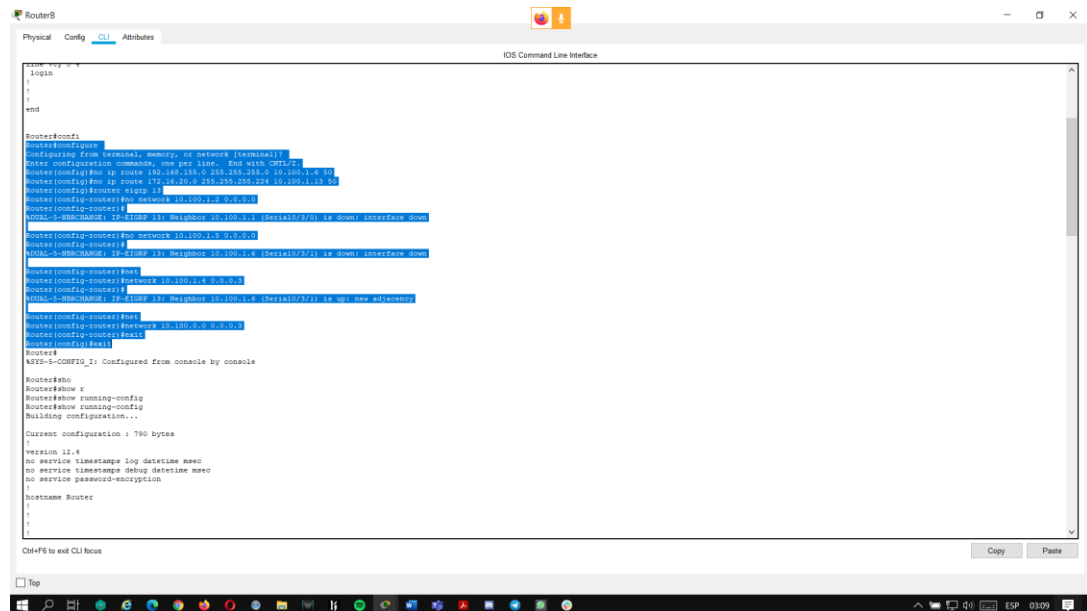 RouterB
Physical Config CLI Attributes
IOS Command Line Interface
line vty 0 4
login
!
!
!
end
Router#confi
Router#configure
Configuring from terminal, memory, or network [terminal]?
Enter configuration commands, one per line. End with CNTL/Z.
Router(config)#no ip route 192.168.155.0 255.255.255.0 10.100.1.6 50
Router(config)#no ip route 172.16.20.0 255.255.255.224 10.100.1.13 50
Router(config)#router eigrp 13
Router(config-router)#no network 10.100.1.2 0.0.0.0
Router(config-router)#
%DUAL-5-NBRCHANGE: IP-EIGRP 13: Neighbor 10.100.1.1 (Serial0/3/0) is down: interface down
Router(config-router)#no network 10.100.1.5 0.0.0.0
Router(config-router)#
%DUAL-5-NBRCHANGE: IP-EIGRP 13: Neighbor 10.100.1.6 (Serial0/3/1) is down: interface down
Router(config-router)#net
Router(config-router)#network 10.100.1.4 0.0.0.3
Router(config-router)#
%DUAL-5-NBRCHANGE: IP-EIGRP 13: Neighbor 10.100.1.6 (Serial0/3/1) is up: new adjacency
Router(config-router)#net
Router(config-router)#network 10.100.0.0 0.0.0.3
Router(config-router)#exit
Router(config)#exit
Router#
%SYS-5-CONFIG_I: Configured from console by console
Router#sho
Router#show r
Router#show running-config
Router#show running-config
Building configuration...
Current configuration : 790 bytes
!
version 12.4
no service timestamps log datetime msec
no service timestamps debug datetime msec
no service password-encryption
!
hostname Router
!
!
!
!
Ctrl+F6 to exit CLI focus
Copy Paste
Top
ESP 03:09